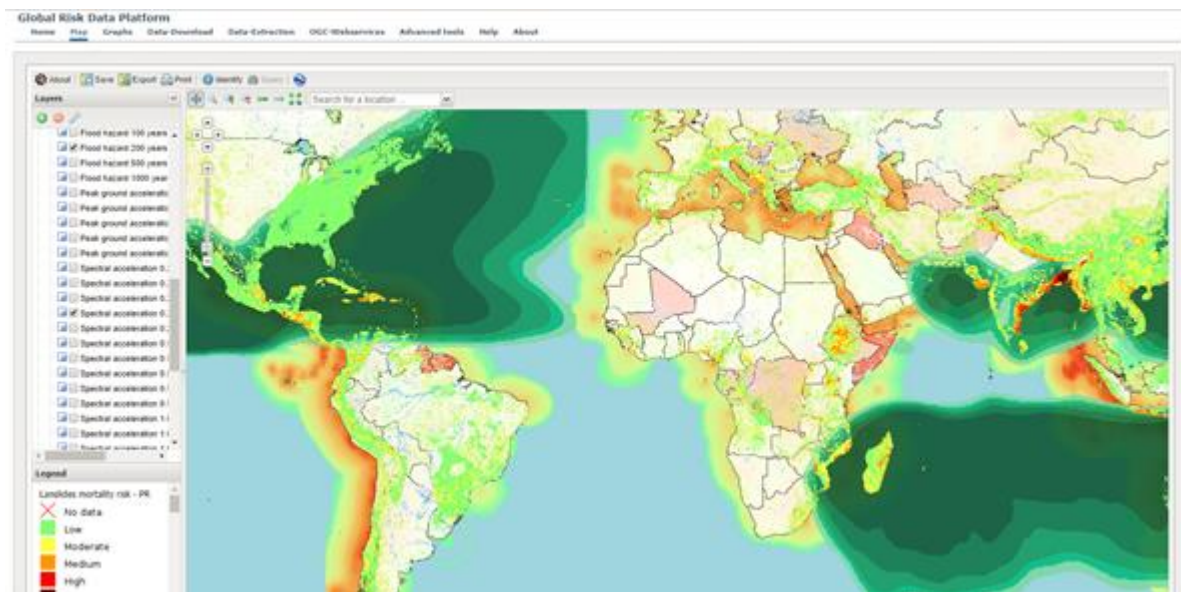 Global Risk Data Platform
Home Map Graphs Data-Download Data-Extraction OGC-Webservices Advanced tools Help About
About Save Export Print Identify
Layers
Search for a location ...
Flood hazard 100 years
Flood hazard 200 years
Flood hazard 500 years
Flood hazard 1000 year
Peak ground acceleratio
Peak ground acceleratio
Peak ground acceleratio
Peak ground acceleratio
Peak ground acceleratio
Spectral acceleration 0.
Spectral acceleration 0.
Spectral acceleration 0.
Spectral acceleration 0.
Spectral acceleration 0.
Spectral acceleration 0
Spectral acceleration 0
Spectral acceleration 0
Spectral acceleration 0
Spectral acceleration 0
Spectral acceleration 1
Spectral acceleration 1
Spectral acceleration 1
Legend
Landlides mortality risk - PR
No data
Low
Moderate
Medium
High